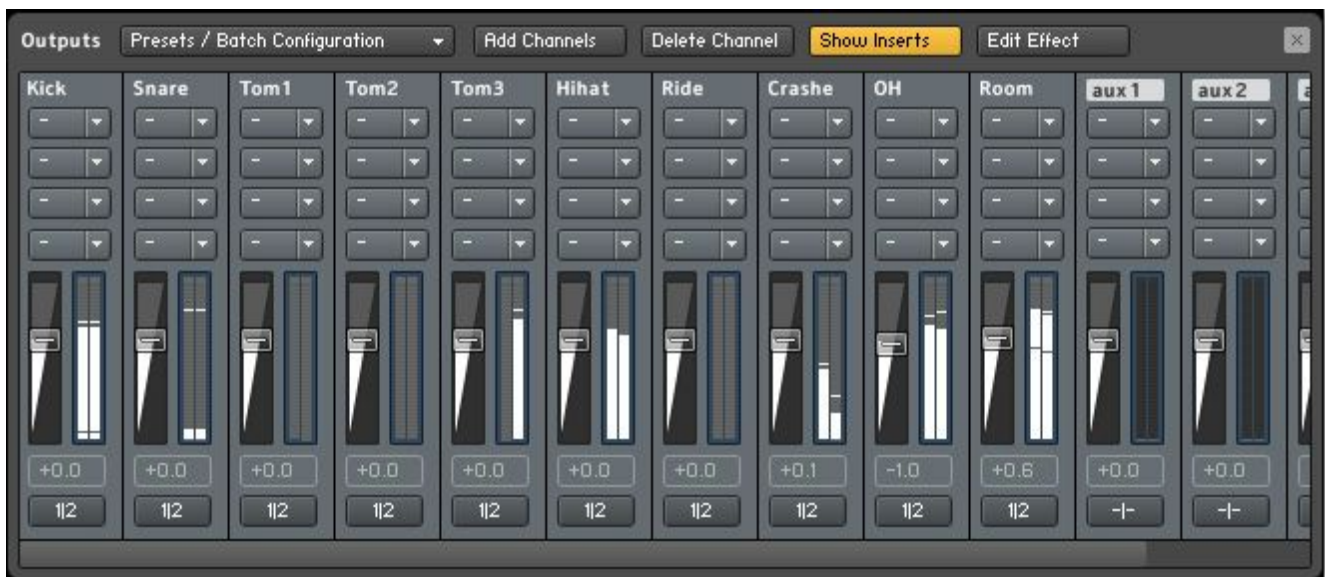 Outputs Presets / Batch Configuration Add Channels Delete Channel Show Inserts Edit Effect
Kick Snare Tom1 Tom2 Tom3 Hihat Ride Crashe OH Room aux1 aux2
- - - - - - - - - - - -
- - - - - - - - - - - -
- - - - - - - - - - - -
- - - - - - - - - - - -
+0.0 +0.0 +0.0 +0.0 +0.0 +0.0 +0.0 +0.1 -1.0 +0.6 +0.0 +0.0
1|2 1|2 1|2 1|2 1|2 1|2 1|2 1|2 1|2 1|2 -|- -|-